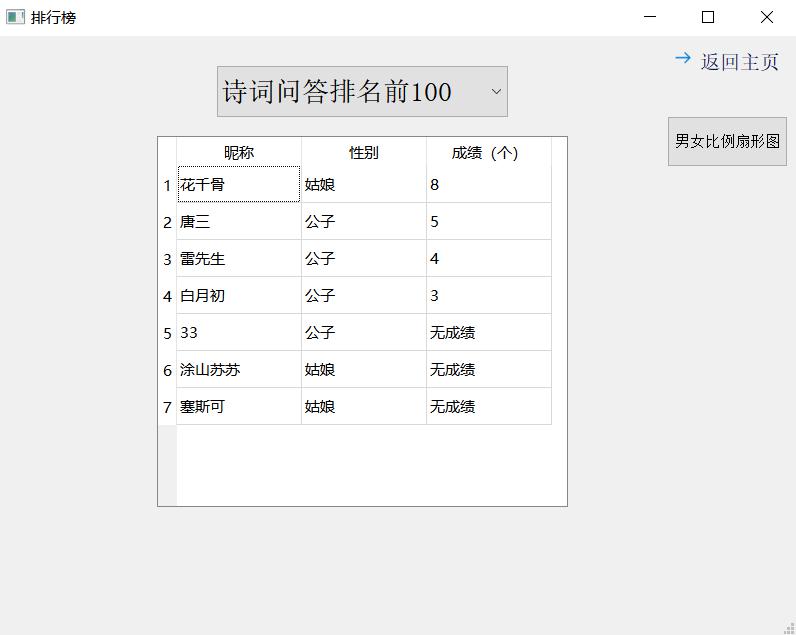 排行榜
→ 返回主页
诗词问答排名前100
男女比例扇形图
昵称 性别 成绩（个）
1 花千骨 姑娘 8
2 唐三 公子 5
3 雷先生 公子 4
4 白月初 公子 3
5 33 公子 无成绩
6 涂山苏苏 姑娘 无成绩
7 塞斯可 姑娘 无成绩